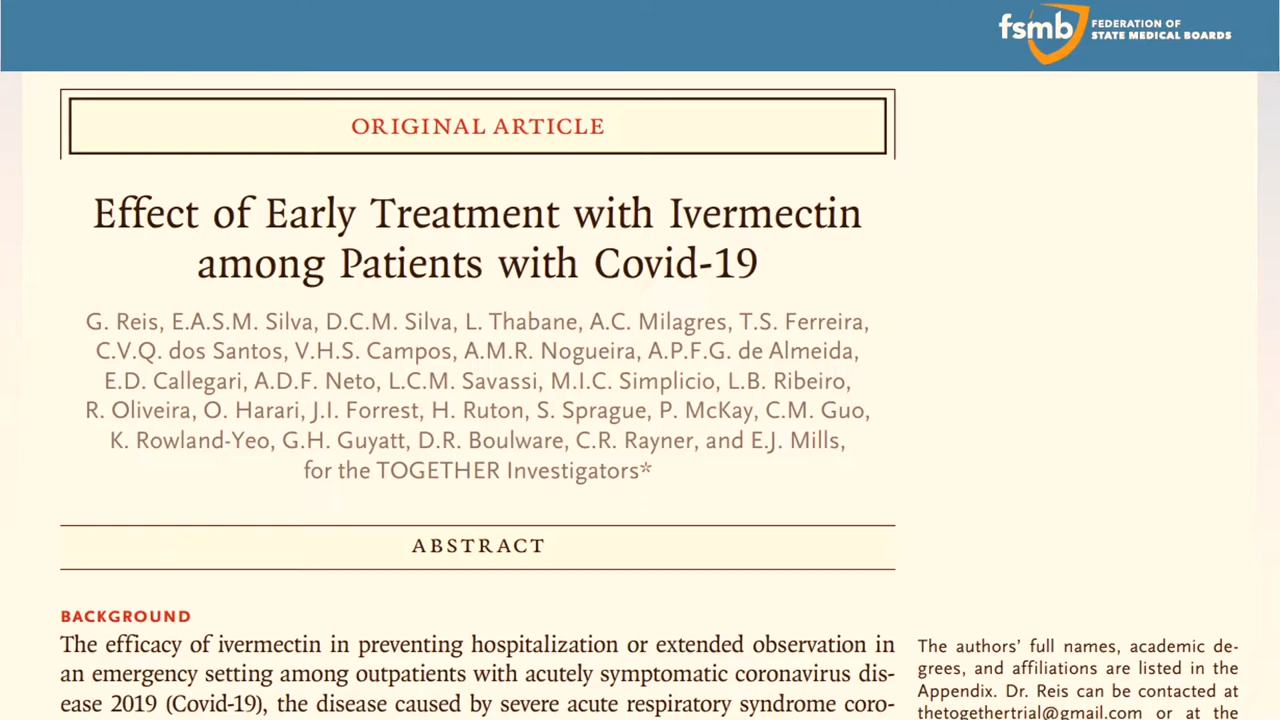 fsmb
FEDERATION OF
STATE MEDICAL BOARDS
ORIGINAL ARTICLE
Effect of Early Treatment with Ivermectin
among Patients with Covid-19
G. Reis, E.A.S.M. Silva, D.C.M. Silva, L. Thabane, A.C. Milagres, T.S. Ferreira,
C.V.Q. dos Santos, V.H.S. Campos, A.M.R. Nogueira, A.P.F.G. de Almeida,
E.D. Callegari, A.D.F. Neto, L.C.M. Savassi, M.I.C. Simplicio, L.B. Ribeiro,
R. Oliveira, O. Harari, J.I. Forrest, H. Ruton, S. Sprague, P. McKay, C.M. Guo,
K. Rowland-Yeo, G.H. Guyatt, D.R. Boulware, C.R. Rayner, and E.J. Mills,
for the TOGETHER Investigators*
ABSTRACT
BACKGROUND
The efficacy of ivermectin in preventing hospitalization or extended observation in
an emergency setting among outpatients with acutely symptomatic coronavirus dis-
ease 2019 (Covid-19), the disease caused by severe acute respiratory syndrome coro-
The authors' full names, academic de-
grees, and affiliations are listed in the
Appendix. Dr. Reis can be contacted at
thetogethertrial@gmail.com or at the